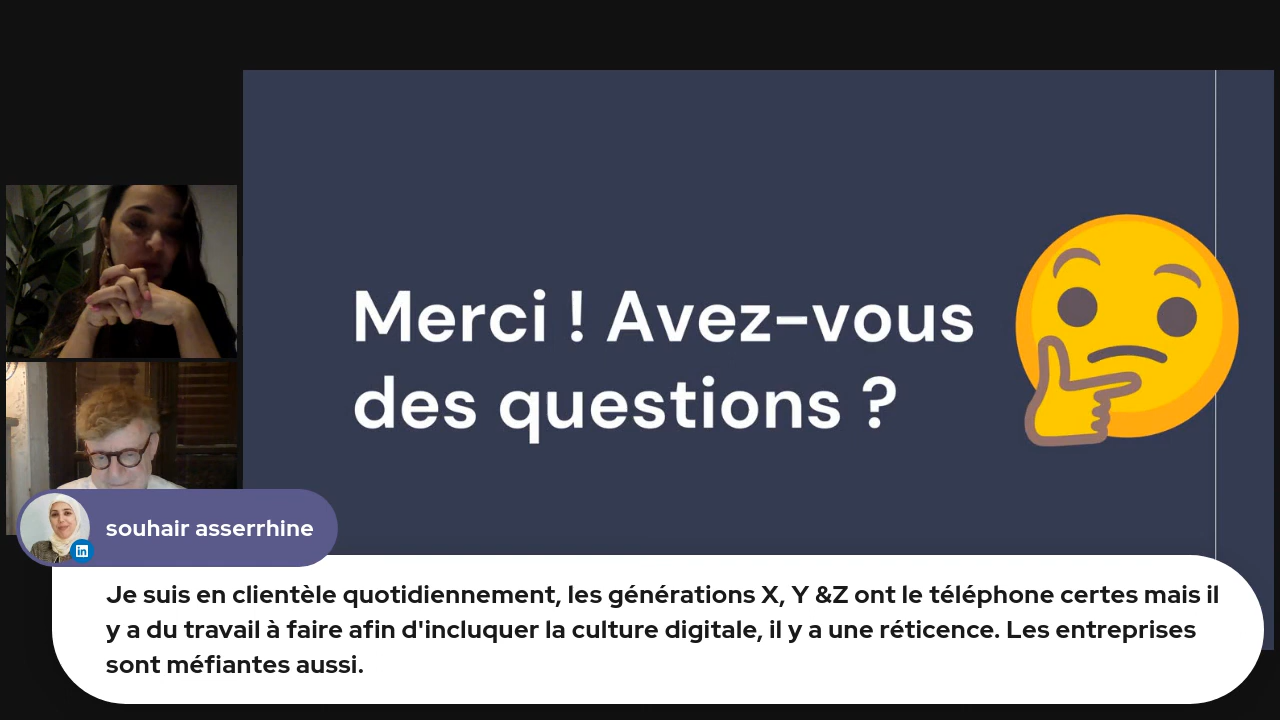 Merci ! Avez-vous
des questions ?
souhair asserrhine
in
Je suis en clientèle quotidiennement, les générations X, Y &Z ont le téléphone certes mais il
y a du travail à faire afin d'incluquer la culture digitale, il y a une réticence. Les entreprises
sont méfiantes aussi.